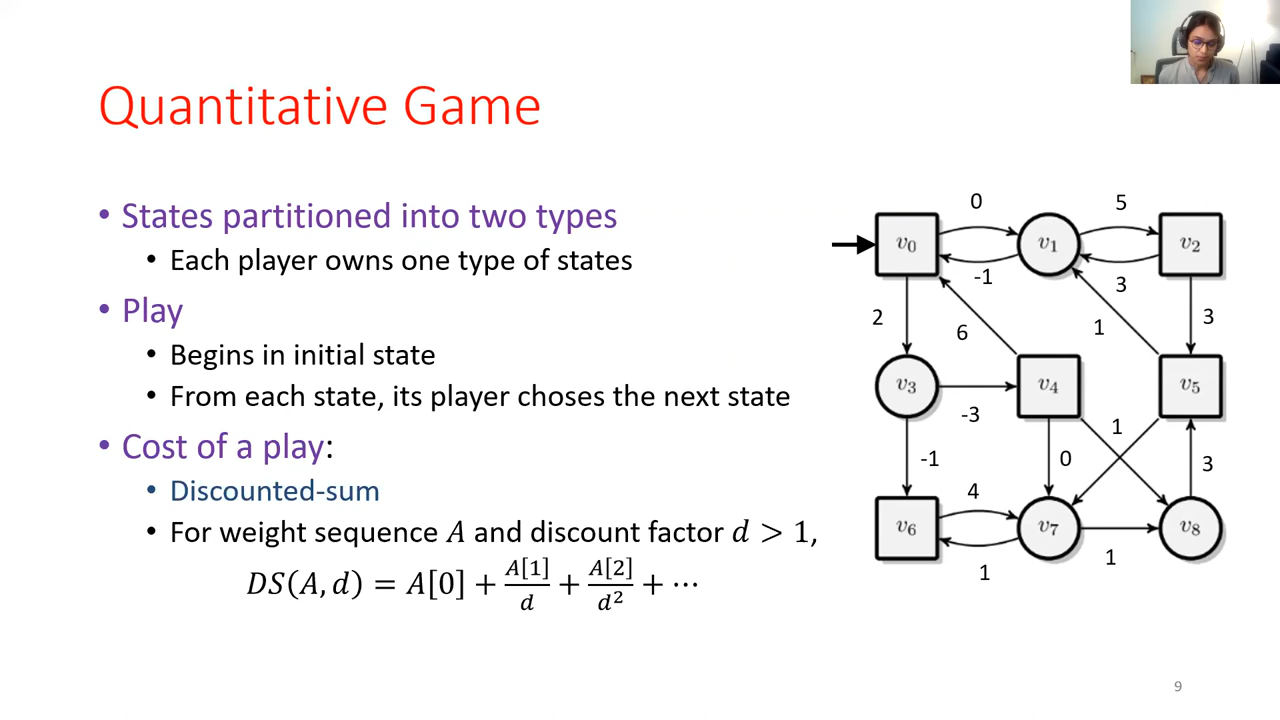 Quantitative Game
• States partitioned into two types
• Each player owns one type of states
• Play
• Begins in initial state
• From each state, its player choses the next state
• Cost of a play:
• Discounted-sum
• For weight sequence A and discount factor d > 1,
DS(A, d) = A[0] + A[1]/d + A[2]/d² + ⋯
0 5
v0 v1 v2
-1 3
2 6 1 3
v3 v4 v5
-3 1
-1 0 3
4
v6 v7 v8
1 1
9